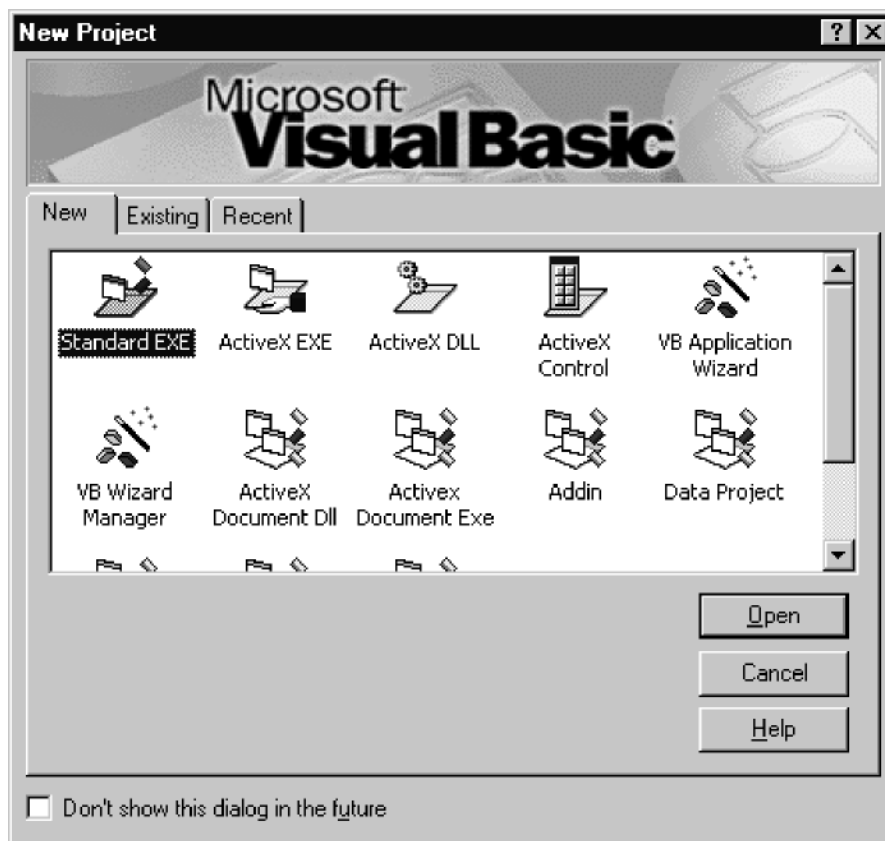 New Project
Microsoft
Visual Basic
New Existing Recent
Standard EXE ActiveX EXE ActiveX DLL ActiveX Control VB Application Wizard
VB Wizard Manager ActiveX Document Dll Activex Document Exe Addin Data Project
Open
Cancel
Help
Don't show this dialog in the future